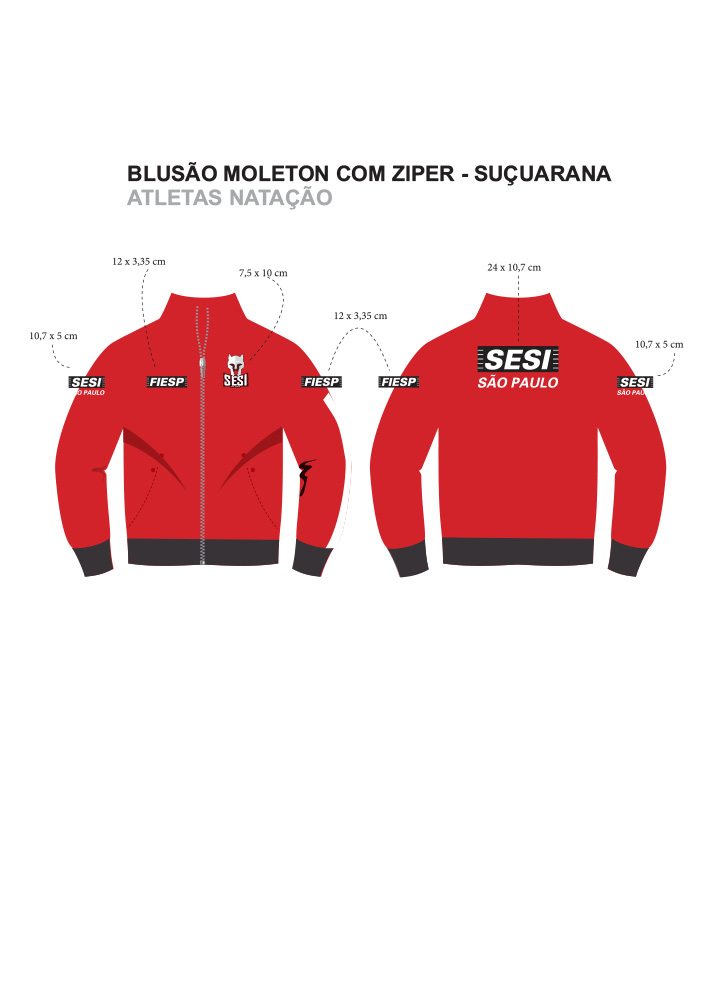 BLUSÃO MOLETON COM ZIPER - SUÇUARANA
ATLETAS NATAÇÃO
12 x 3,35 cm
7,5 x 10 cm
24 x 10,7 cm
12 x 3,35 cm
10,7 x 5 cm
10,7 x 5 cm
SESI
SÃO PAULO
SESI
O PAULO
FIESP
SESI
FIESP
FIESP
SESI
SÃO PAU